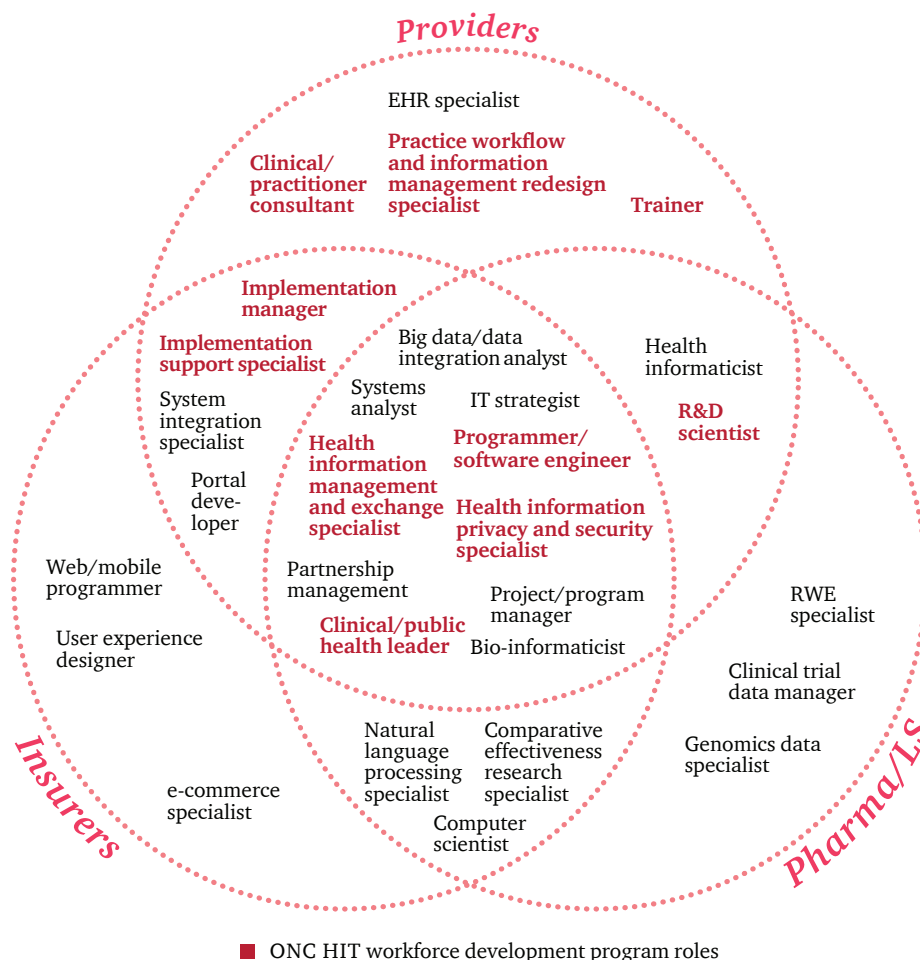 Providers
EHR specialist
Clinical/
practitioner
consultant
Practice workflow
and information
management redesign
specialist
Trainer
Implementation
manager
Implementation
support specialist
System
integration
specialist
Portal
deve-
loper
Big data/data
integration analyst
Systems
analyst
IT strategist
Health
information
management
and exchange
specialist
Programmer/
software engineer
Health information
privacy and security
specialist
Health
informaticist
R&D
scientist
Partnership
management
Project/program
manager
Clinical/public
health leader
Bio-informaticist
Web/mobile
programmer
User experience
designer
e-commerce
specialist
Insurers
Natural
language
processing
specialist
Comparative
effectiveness
research
specialist
Computer
scientist
RWE
specialist
Clinical trial
data manager
Genomics data
specialist
Pharma/LS
ONC HIT workforce development program roles